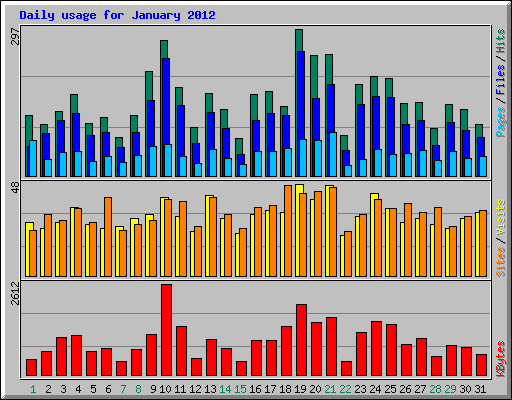 Daily usage for January 2012
297
Pages / Files / Hits
48
Sites / Visits
2612
KBytes
1 2 3 4 5 6 7 8 9 10 11 12 13 14 15 16 17 18 19 20 21 22 23 24 25 26 27 28 29 30 31